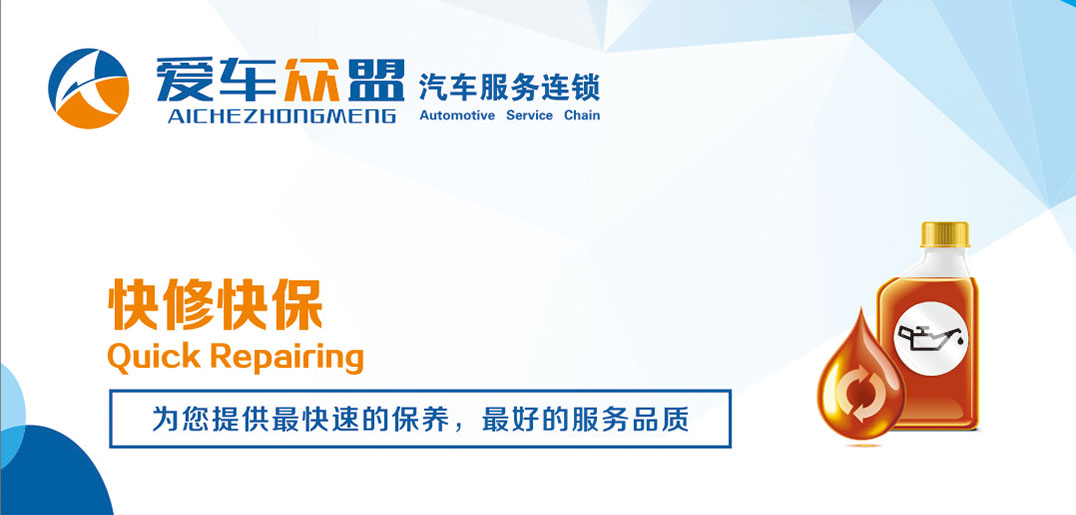 爱车众盟
AICHEZHONGMENG
汽车服务连锁
Automotive Service Chain
快修快保
Quick Repairing
为您提供最快速的保养，最好的服务品质